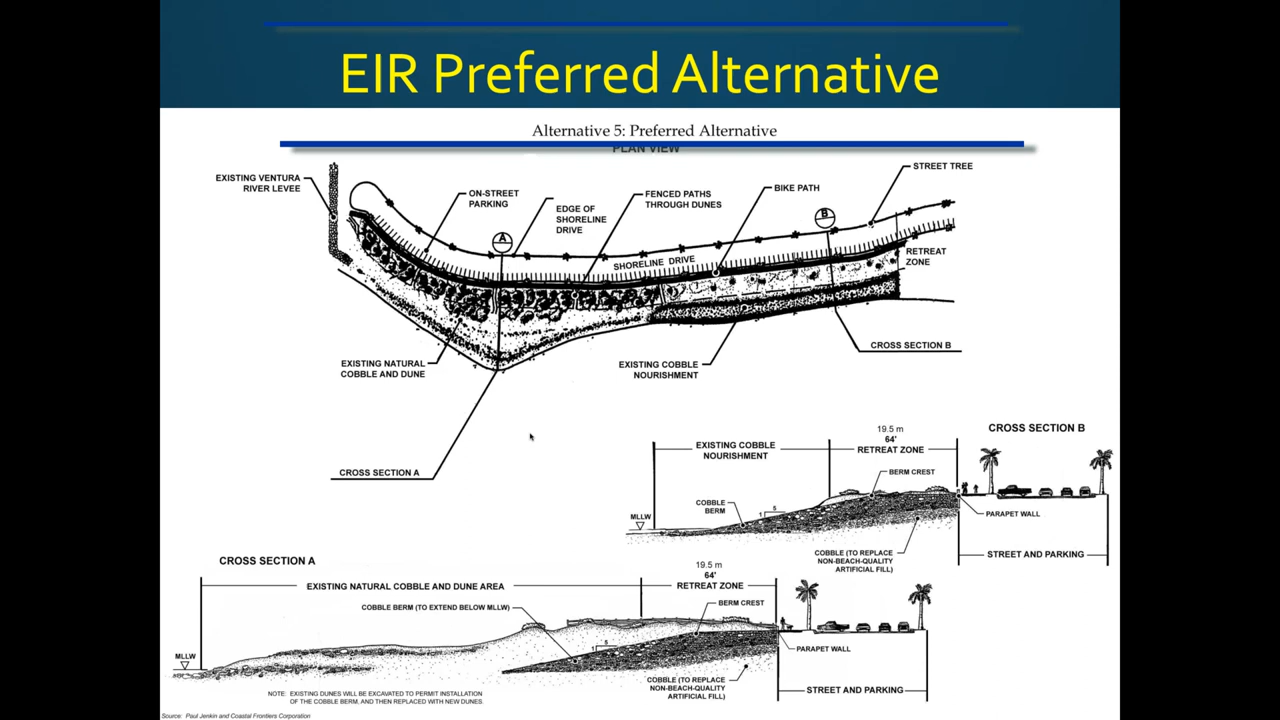 EIR Preferred Alternative
Alternative 5: Preferred Alternative
PLAN VIEW
EXISTING VENTURA
RIVER LEVEE
ON-STREET
PARKING
EDGE OF
SHORELINE
DRIVE
FENCED PATHS
THROUGH DUNES
BIKE PATH
STREET TREE
A
B
SHORELINE DRIVE
RETREAT
ZONE
EXISTING NATURAL
COBBLE AND DUNE
EXISTING COBBLE
NOURISHMENT
CROSS SECTION B
CROSS SECTION A
CROSS SECTION B
19.5 m
64'
RETREAT ZONE
EXISTING COBBLE
NOURISHMENT
BERM CREST
COBBLE
BERM
1
5
MLLW
PARAPET WALL
COBBLE (TO REPLACE
NON-BEACH-QUALITY
ARTIFICIAL FILL)
STREET AND PARKING
CROSS SECTION A
19.5 m
64'
RETREAT ZONE
EXISTING NATURAL COBBLE AND DUNE AREA
COBBLE BERM (TO EXTEND BELOW MLLW)
BERM CREST
1
5
MLLW
PARAPET WALL
COBBLE (TO REPLACE
NON-BEACH-QUALITY
ARTIFICIAL FILL)
STREET AND PARKING
NOTE: EXISTING DUNES WILL BE EXCAVATED TO PERMIT INSTALLATION
OF THE COBBLE BERM, AND THEN REPLACED WITH NEW DUNES.
Source: Paul Jenkin and Coastal Frontiers Corporation